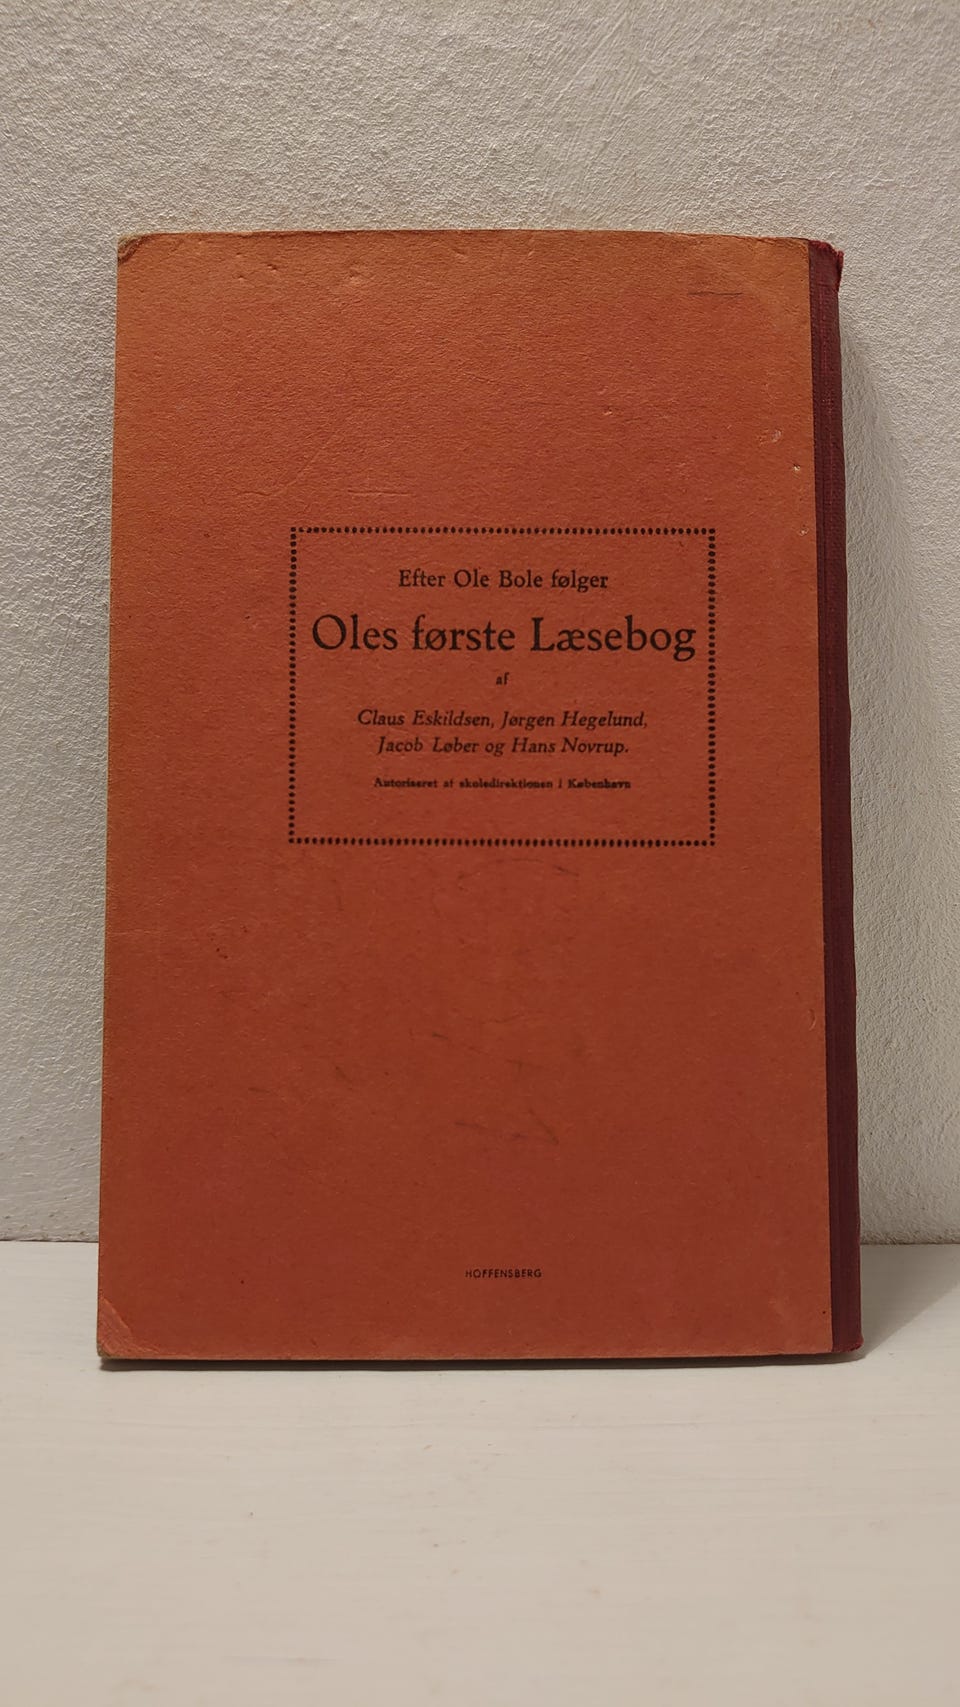 Efter Ole Bole følger
Oles første Læsebog
af
Claus Eskildsen, Jørgen Hegelund,
Jacob Løber og Hans Novrup.
Autoriseret af skoledirektionen i København
HOFFENSBERG